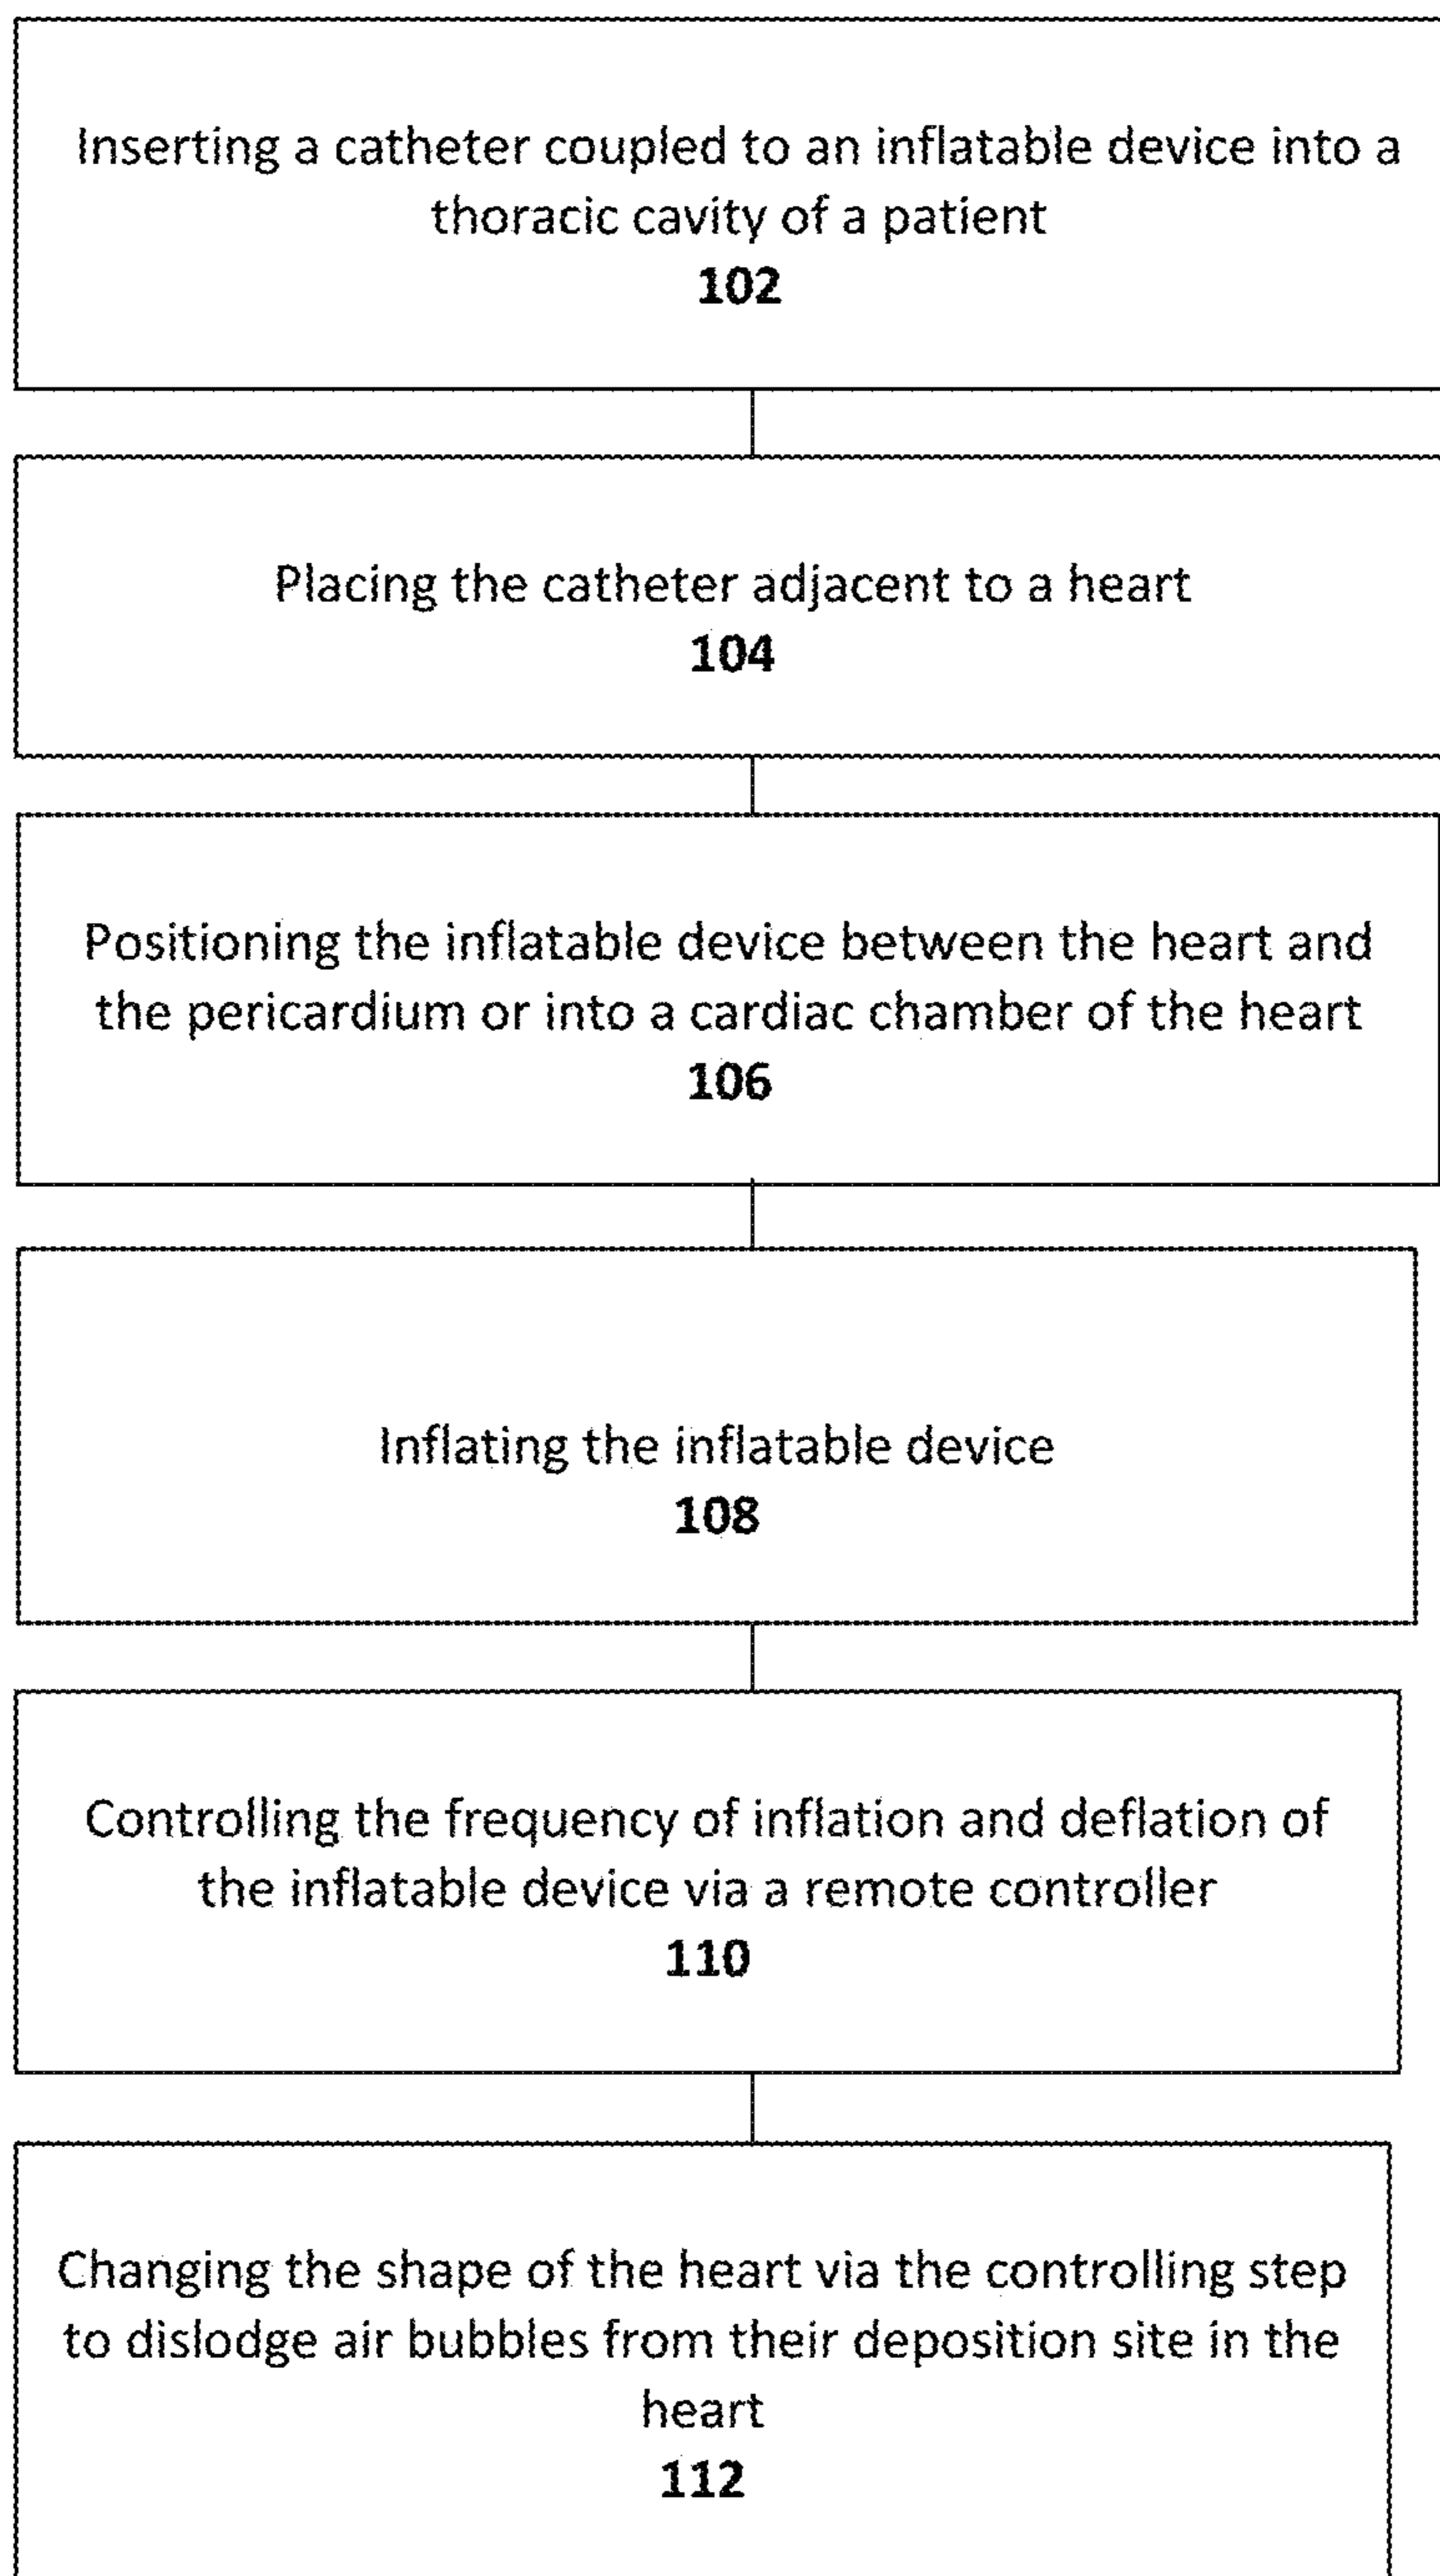 Inserting a catheter coupled to an inflatable device into a
thoracic cavity of a patient
102
Placing the catheter adjacent to a heart
104
Positioning the inflatable device between the heart and
the pericardium or into a cardiac chamber of the heart
106
Inflating the inflatable device
108
Controlling the frequency of inflation and deflation of
the inflatable device via a remote controller
110
Changing the shape of the heart via the controlling step
to dislodge air bubbles from their deposition site in the
heart
112